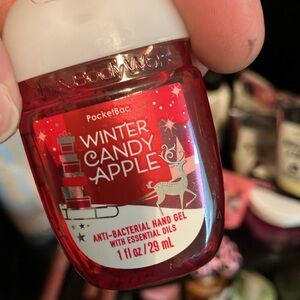 PocketBac
WINTER
CANDY
APPLE
ANTI-BACTERIAL HAND GEL
WITH ESSENTIAL OILS
1 fl oz / 29 mL